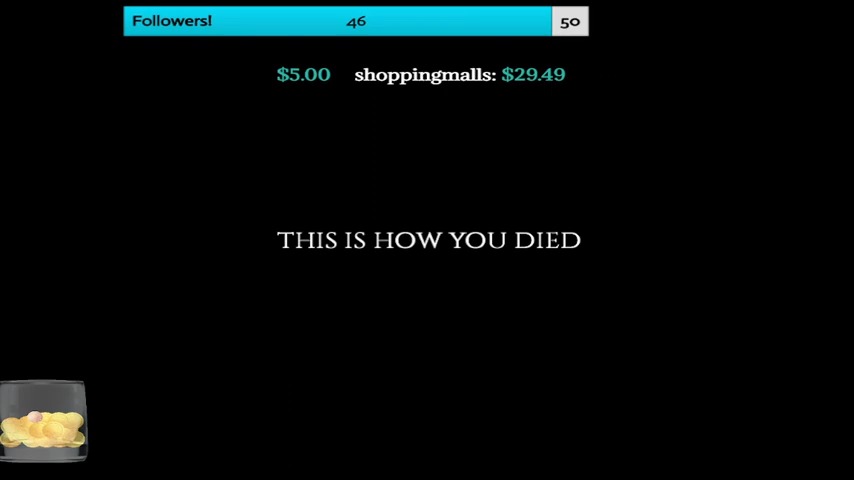 Followers! 46 50
$5.00 shoppingmalls: $29.49
THIS IS HOW YOU DIED